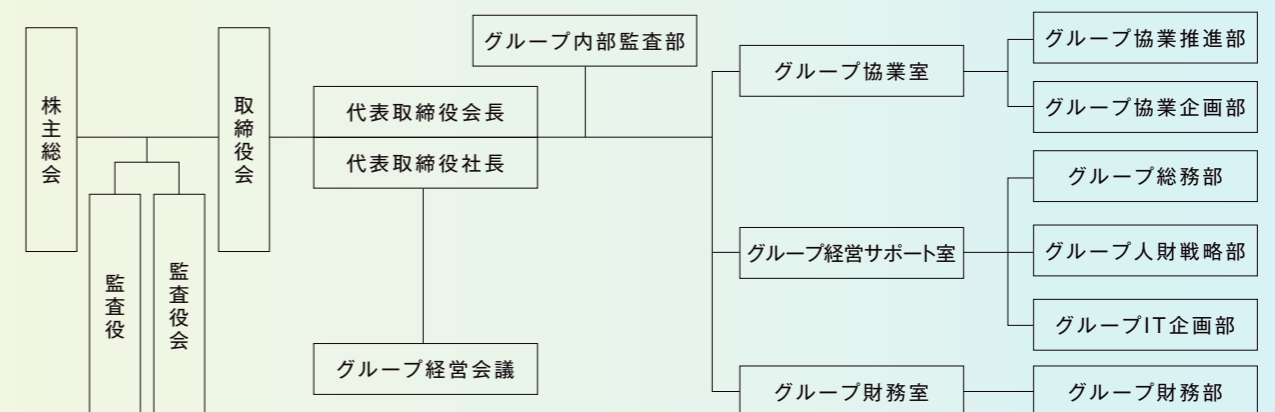 株主総会
監査役
監査役会
取締役会
代表取締役会長
代表取締役社長
グループ経営会議
グループ内部監査部
グループ協業室
グループ協業推進部
グループ協業企画部
グループ経営サポート室
グループ総務部
グループ人財戦略部
グループIT企画部
グループ財務室
グループ財務部